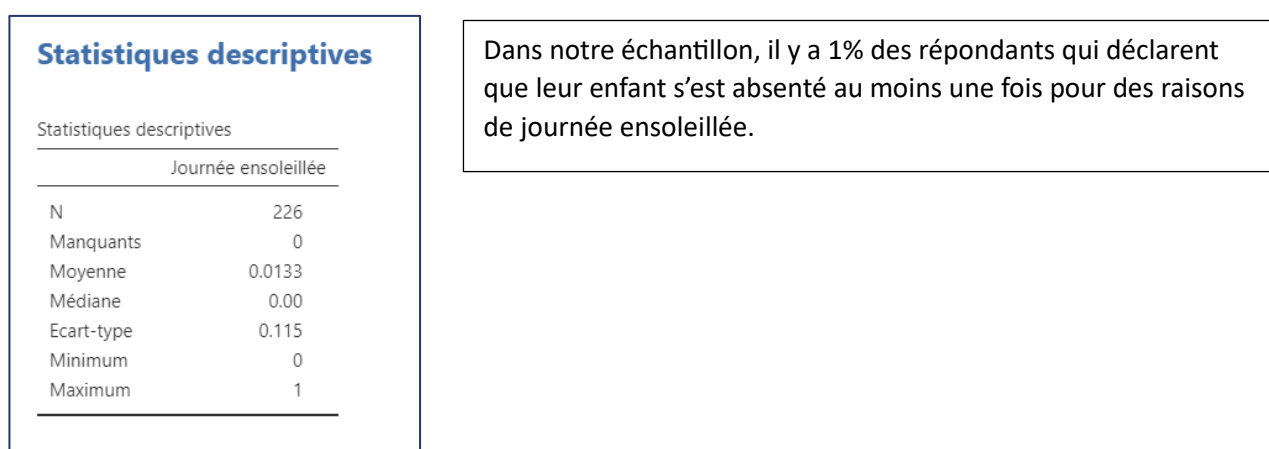 Statistiques descriptives
Statistiques descriptives
Journée ensoleillée
N 226
Manquants 0
Moyenne 0.0133
Médiane 0.00
Ecart-type 0.115
Minimum 0
Maximum 1
Dans notre échantillon, il y a 1% des répondants qui déclarent
que leur enfant s’est absenté au moins une fois pour des raisons
de journée ensoleillée.